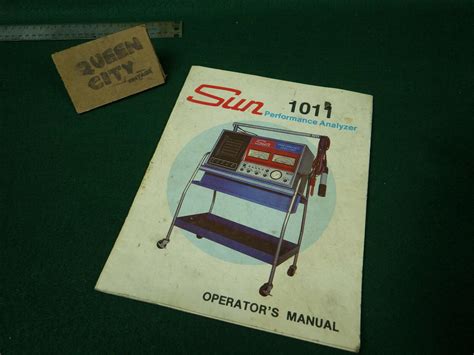 QUEEN
CITY
Sun 1011
Performance Analyzer
OPERATOR'S MANUAL